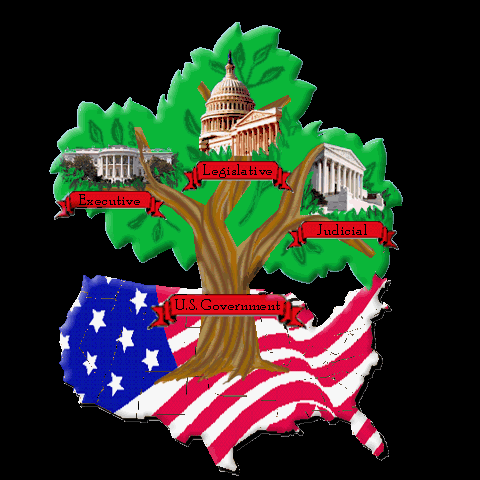 Legislative
Executive
Judicial
U.S. Government